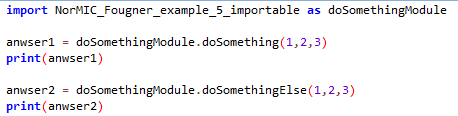 import NorMIC_Fougner_example_5_importable as doSomethingModule
anwser1 = doSomethingModule.doSomething(1,2,3)
print(anwser1)
anwser2 = doSomethingModule.doSomethingElse(1,2,3)
print(anwser2)